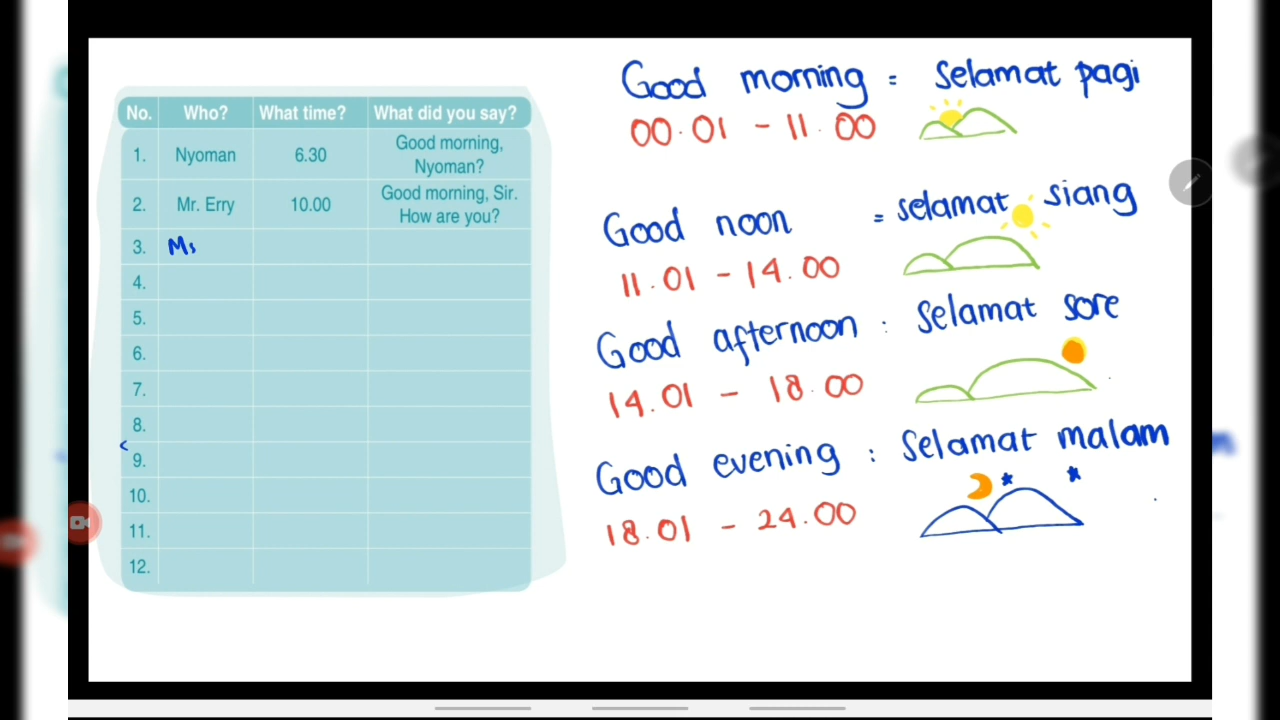 No. Who? What time? What did you say?
1. Nyoman 6.30 Good morning,
Nyoman?
2. Mr. Erry 10.00 Good morning, Sir.
How are you?
3. Ms
4.
5.
6.
7.
8.
9.
10.
11.
12.
Good morning = Selamat pagi
00.01 - 11.00
Good noon = selamat siang
11.01 - 14.00
Good afternoon : Selamat sore
14.01 - 18.00
Good evening : Selamat malam
18.01 - 24.00